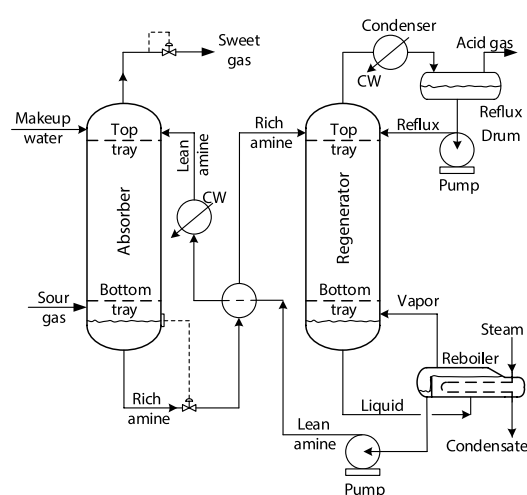 Condenser
Sweet
gas
Acid gas
CW
Makeup
water
Top
tray
Lean
amine
Rich
amine
Top
tray
Reflux
Reflux
Drum
Pump
Absorber
CW
Regenerator
Sour
gas
Bottom
tray
Bottom
tray
Vapor
Steam
Reboiler
Rich
amine
Liquid
Lean
amine
Condensate
Pump